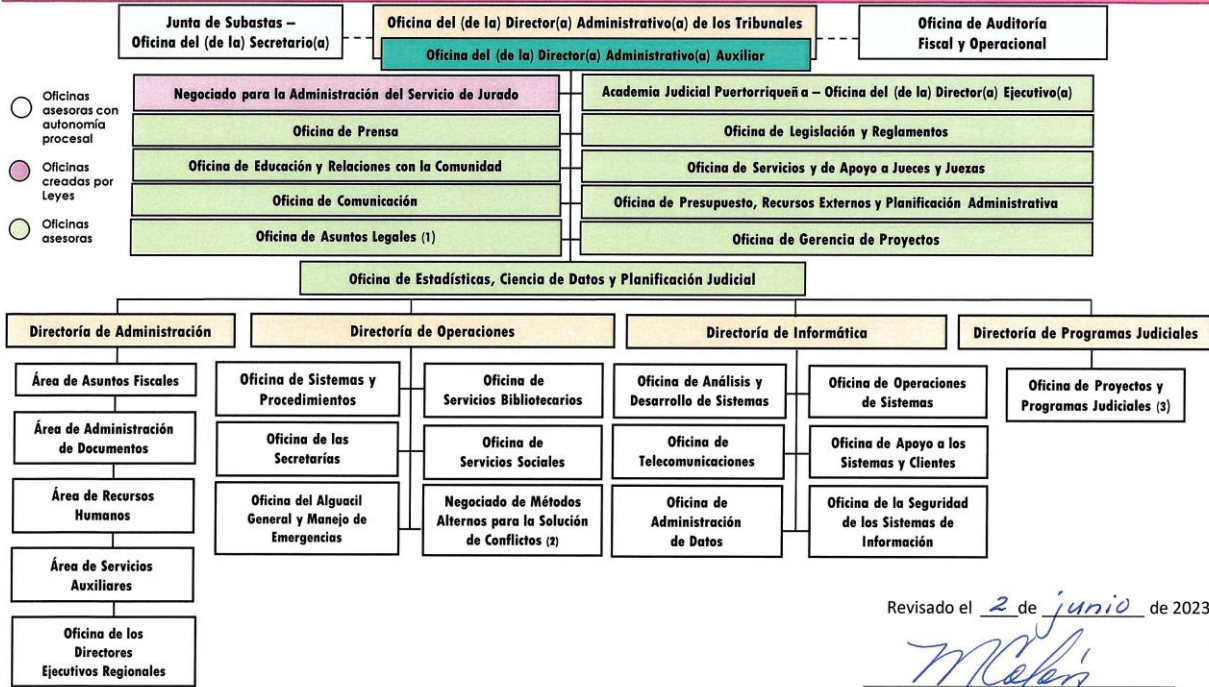 Junta de Subastas –
Oficina del (de la) Secretario(a)
Oficina del (de la) Director(a) Administrativo(a) de los Tribunales
Oficina de Auditoría
Fiscal y Operacional
Oficina del (de la) Director(a) Administrativo(a) Auxiliar
Oficinas
asesoras con
autonomía
procesal
Oficinas
creadas por
Leyes
Oficinas
asesoras
Negociado para la Administración del Servicio de Jurado
Academia Judicial Puertorriqueña – Oficina del (de la) Director(a) Ejecutivo(a)
Oficina de Prensa
Oficina de Legislación y Reglamentos
Oficina de Educación y Relaciones con la Comunidad
Oficina de Servicios y de Apoyo a Jueces y Juezas
Oficina de Comunicación
Oficina de Presupuesto, Recursos Externos y Planificación Administrativa
Oficina de Asuntos Legales (1)
Oficina de Gerencia de Proyectos
Oficina de Estadísticas, Ciencia de Datos y Planificación Judicial
Directoría de Administración
Área de Asuntos Fiscales
Área de Administración
de Documentos
Área de Recursos
Humanos
Área de Servicios
Auxiliares
Oficina de los
Directores
Ejecutivos Regionales
Directoría de Operaciones
Oficina de Sistemas y
Procedimientos
Oficina de
Servicios Bibliotecarios
Oficina de las
Secretarías
Oficina de
Servicios Sociales
Oficina del Alguacil
General y Manejo de
Emergencias
Negociado de Métodos
Alternos para la Solución
de Conflictos (2)
Directoría de Informática
Oficina de Análisis y
Desarrollo de Sistemas
Oficina de Operaciones
de Sistemas
Oficina de
Telecomunicaciones
Oficina de Apoyo a los
Sistemas y Clientes
Oficina de
Administración
de Datos
Oficina de la Seguridad
de los Sistemas de
Información
Directoría de Programas Judiciales
Oficina de Proyectos y
Programas Judiciales (3)
Revisado el 2 de junio de 2023